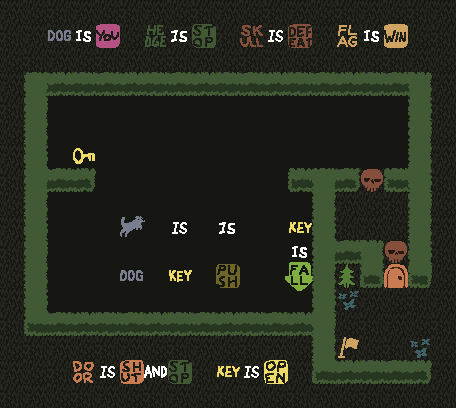 DOG IS YOU HEDGE IS STOP SKULL IS DEFEAT FLAG IS WIN
IS IS KEY
IS
DOG KEY PUSH FALL
DOOR IS SHUT AND STOP KEY IS OPEN